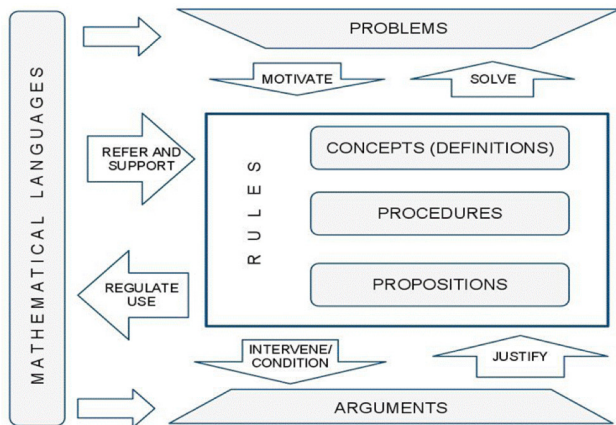 MATHEMATICAL LANGUAGES
PROBLEMS
MOTIVATE
SOLVE
REFER AND
SUPPORT
RULES
CONCEPTS (DEFINITIONS)
PROCEDURES
PROPOSITIONS
REGULATE
USE
INTERVENE/
CONDITION
JUSTIFY
ARGUMENTS